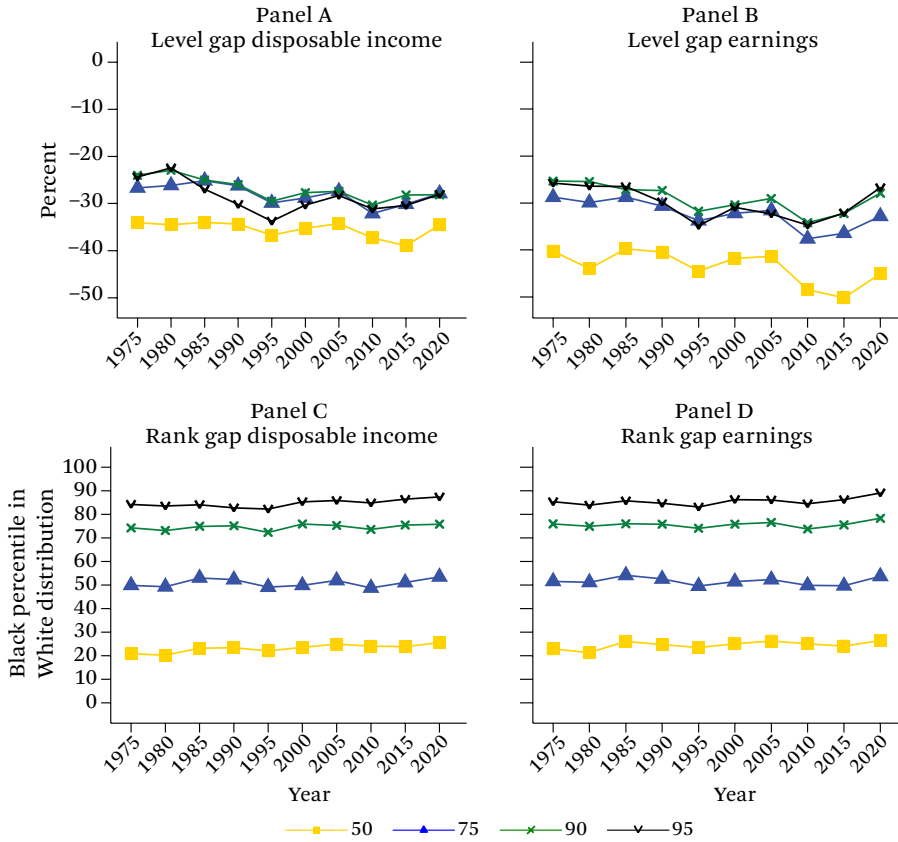 Panel A
Level gap disposable income
Percent
0
–10
–20
–30
–40
–50
1975 1980 1985 1990 1995 2000 2005 2010 2015 2020
Panel B
Level gap earnings
1975 1980 1985 1990 1995 2000 2005 2010 2015 2020
Panel C
Rank gap disposable income
Black percentile in
White distribution
100
90
80
70
60
50
40
30
20
10
0
1975 1980 1985 1990 1995 2000 2005 2010 2015 2020
Year
Panel D
Rank gap earnings
1975 1980 1985 1990 1995 2000 2005 2010 2015 2020
Year
50 75 90 95